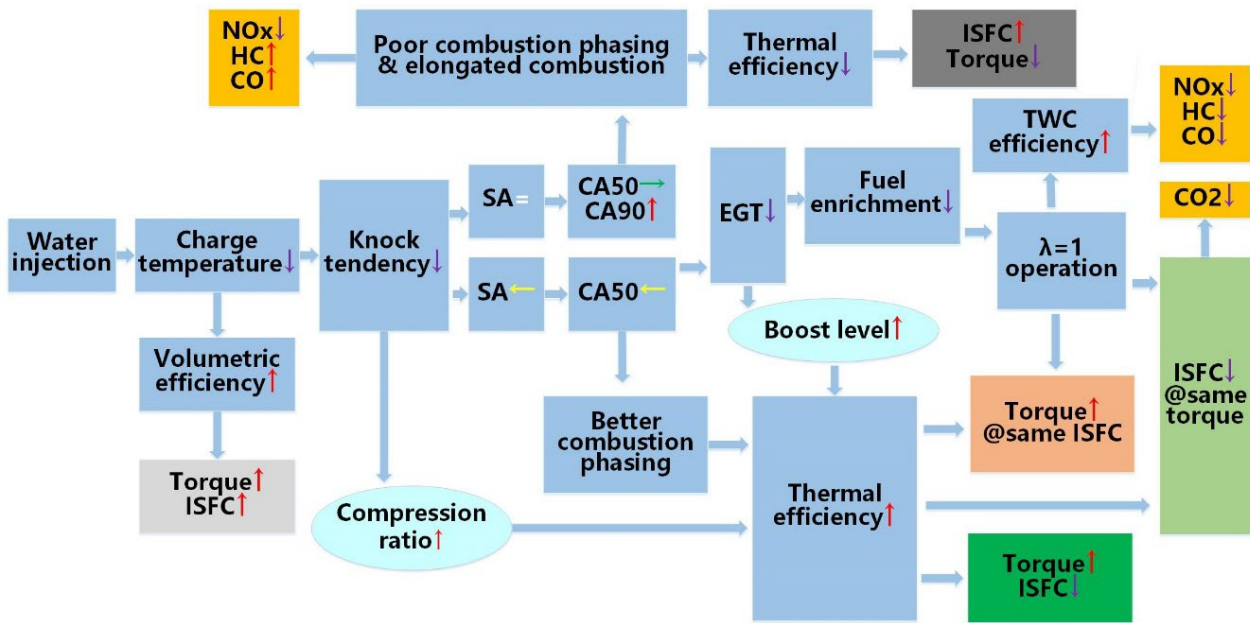 NOx↓
HC↑
CO↑
Poor combustion phasing
& elongated combustion
Thermal
efficiency↓
ISFC↑
Torque↓
NOx↓
HC↓
CO↓
TWC
efficiency↑
SA=
CA50→
CA90↑
EGT↓
Fuel
enrichment↓
CO2↓
Water
injection
Charge
temperature↓
Knock
tendency↓
λ=1
operation
SA←
CA50←
Boost level↑
Volumetric
efficiency↑
ISFC↓
@same
torque
Better
combustion
phasing
Torque↑
@same ISFC
Torque↑
ISFC↑
Compression
ratio↑
Thermal
efficiency↑
Torque↑
ISFC↓